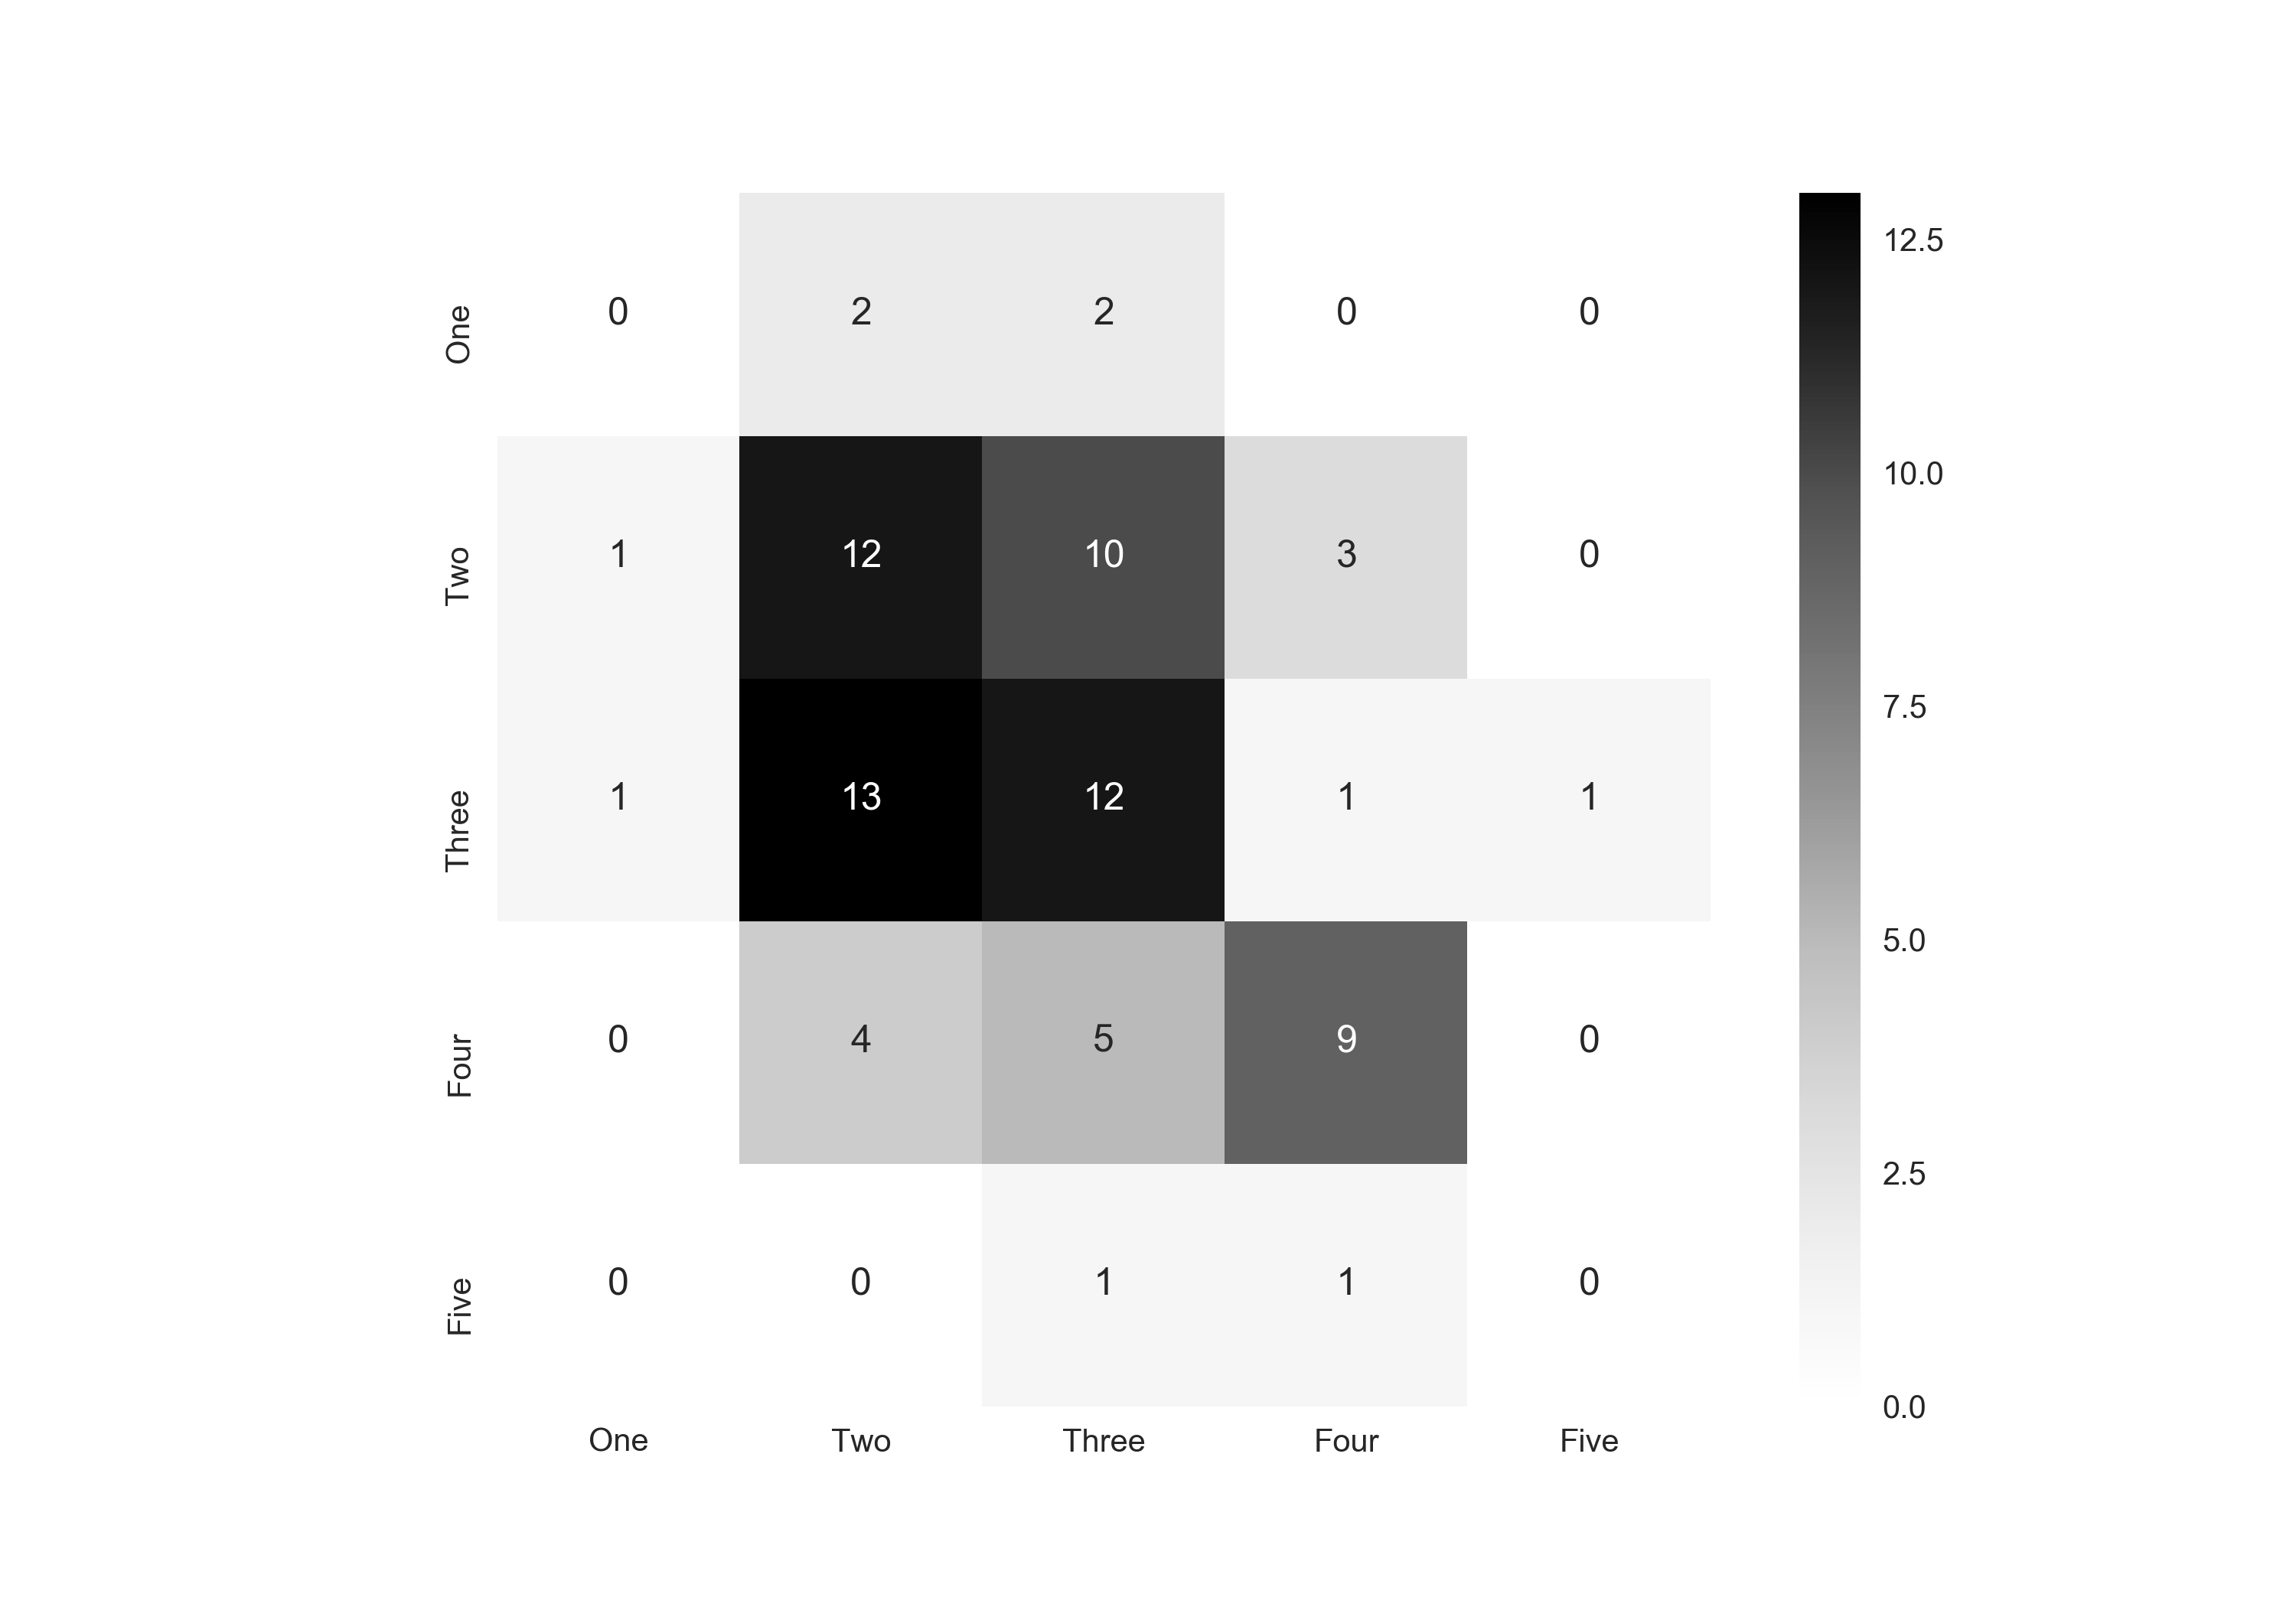 12.5
One 0 2 2 0 0
10.0
Two 1 12 10 3 0
7.5
Three 1 13 12 1 1
5.0
Four 0 4 5 9 0
2.5
Five 0 0 1 1 0
0.0
One Two Three Four Five